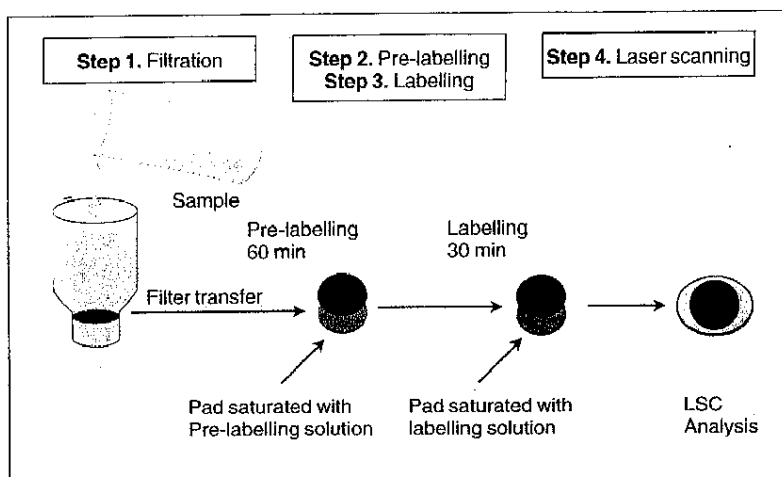 Step 1. Filtration
Step 2. Pre-labelling
Step 3. Labelling
Step 4. Laser scanning
Sample
Pre-labelling
60 min
Labelling
30 min
Filter transfer
Pad saturated with
Pre-labelling solution
Pad saturated with
labelling solution
LSC
Analysis